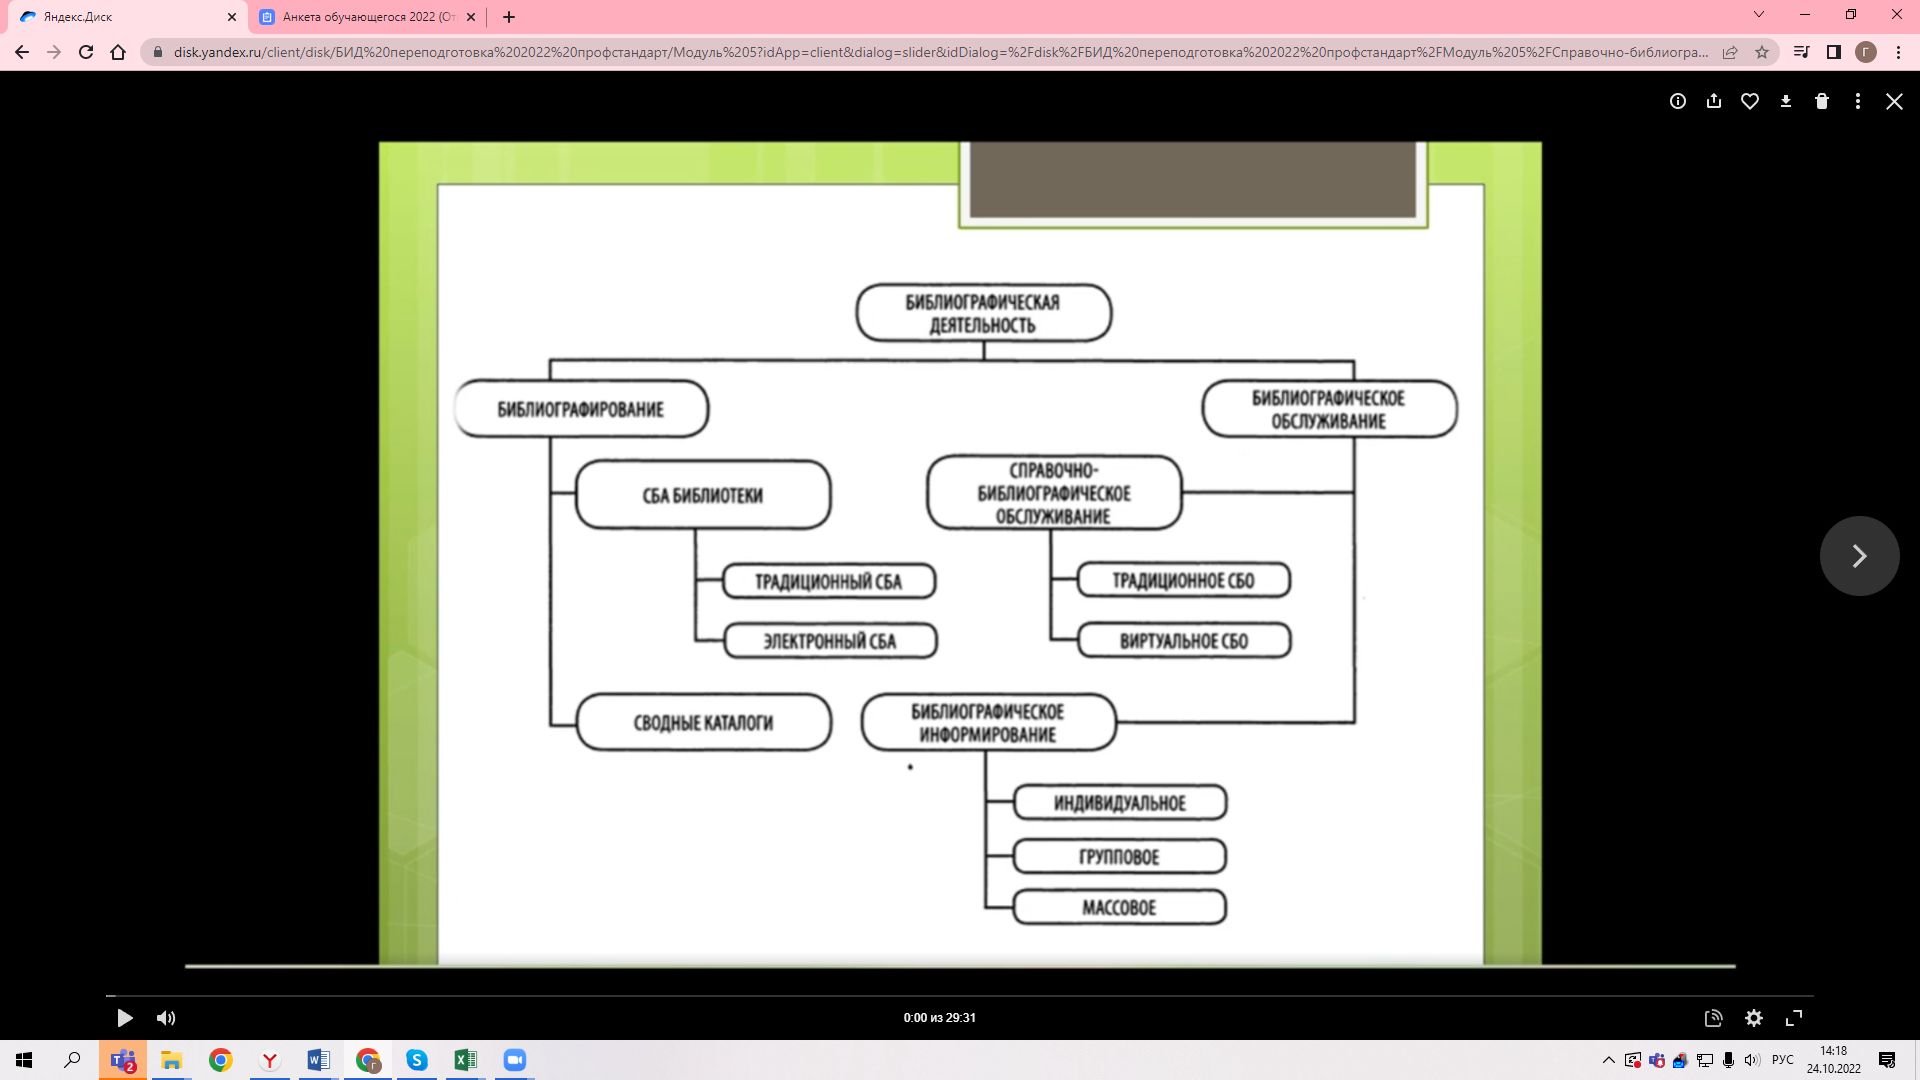 Яндекс.Диск
Анкета обучающегося 2022 (От
disk.yandex.ru/client/disk/БИД%20переподготовка%202022%20профстандарт/Модуль%205?idApp=client&dialog=slider&idDialog=%2Fdisk%2FБИД%20переподготовка%202022%20профстандарт%2FМодуль%205%2FСправочно-библиогра...
Г
БИБЛИОГРАФИЧЕСКАЯ
ДЕЯТЕЛЬНОСТЬ
БИБЛИОГРАФИРОВАНИЕ
БИБЛИОГРАФИЧЕСКОЕ
ОБСЛУЖИВАНИЕ
СБА БИБЛИОТЕКИ
СПРАВОЧНО-
БИБЛИОГРАФИЧЕСКОЕ
ОБСЛУЖИВАНИЕ
ТРАДИЦИОННЫЙ СБА
ТРАДИЦИОННОЕ СБО
ЭЛЕКТРОННЫЙ СБА
ВИРТУАЛЬНОЕ СБО
СВОДНЫЕ КАТАЛОГИ
БИБЛИОГРАФИЧЕСКОЕ
ИНФОРМИРОВАНИЕ
ИНДИВИДУАЛЬНОЕ
ГРУППОВОЕ
МАССОВОЕ
0:00 из 29:31
РУС
14:18
24.10.2022